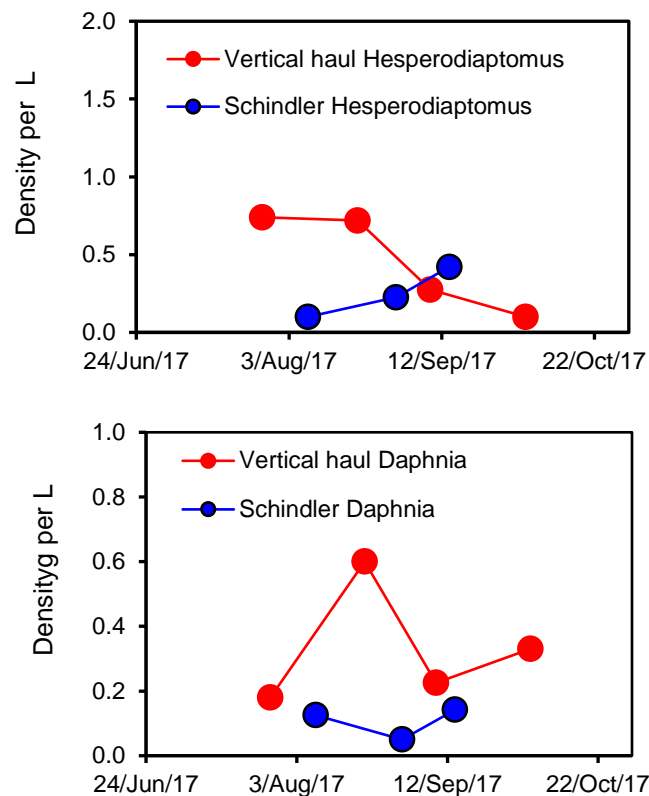 2.0
Vertical haul Hesperodiaptomus
1.5
Schindler Hesperodiaptomus
Density per L
1.0
0.5
0.0
24/Jun/17 3/Aug/17 12/Sep/17 22/Oct/17
1.0
Vertical haul Daphnia
0.8
Schindler Daphnia
Densityg per L
0.6
0.4
0.2
0.0
24/Jun/17 3/Aug/17 12/Sep/17 22/Oct/17